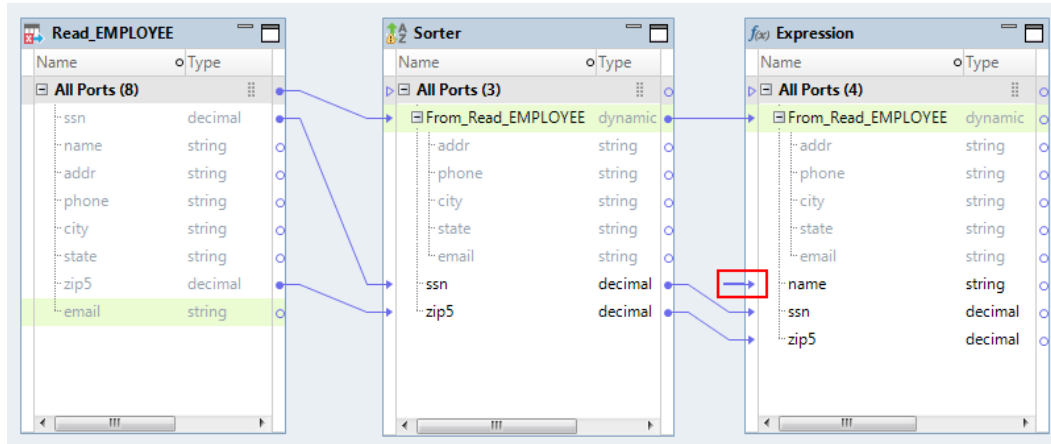 Read_EMPLOYEE
Name Type
All Ports (8)
ssn decimal
name string
addr string
phone string
city string
state string
zip5 decimal
email string
Sorter
Name Type
All Ports (3)
From_Read_EMPLOYEE dynamic
addr string
phone string
city string
state string
email string
ssn decimal
zip5 decimal
f(x) Expression
Name Type
All Ports (4)
From_Read_EMPLOYEE dynamic
addr string
phone string
city string
state string
email string
name string
ssn decimal
zip5 decimal